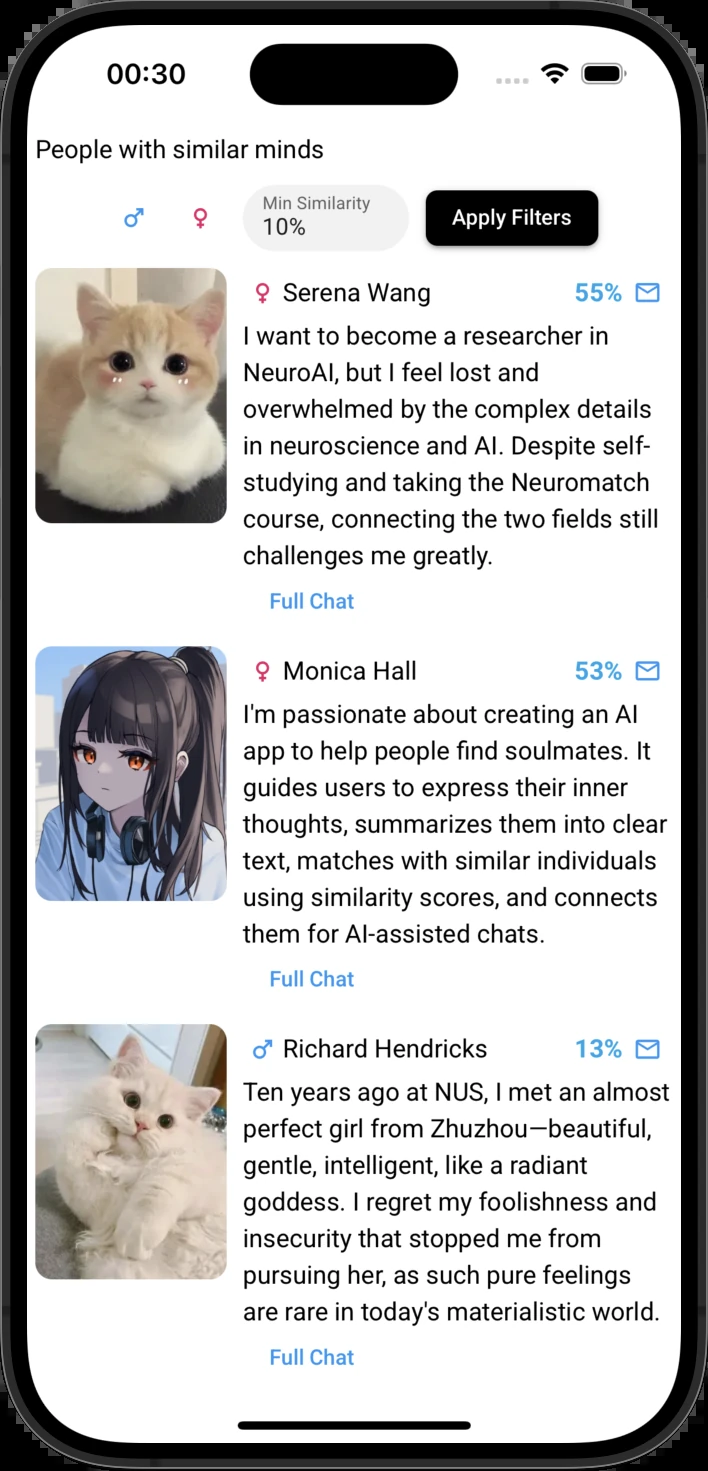 00:30
People with similar minds
♂ ♀ Min Similarity
10%
Apply Filters
♀ Serena Wang 55%
I want to become a researcher in
NeuroAI, but I feel lost and
overwhelmed by the complex details
in neuroscience and AI. Despite self-
studying and taking the Neuromatch
course, connecting the two fields still
challenges me greatly.
Full Chat
♀ Monica Hall 53%
I'm passionate about creating an AI
app to help people find soulmates. It
guides users to express their inner
thoughts, summarizes them into clear
text, matches with similar individuals
using similarity scores, and connects
them for AI-assisted chats.
Full Chat
♂ Richard Hendricks 13%
Ten years ago at NUS, I met an almost
perfect girl from Zhuzhou—beautiful,
gentle, intelligent, like a radiant
goddess. I regret my foolishness and
insecurity that stopped me from
pursuing her, as such pure feelings
are rare in today's materialistic world.
Full Chat